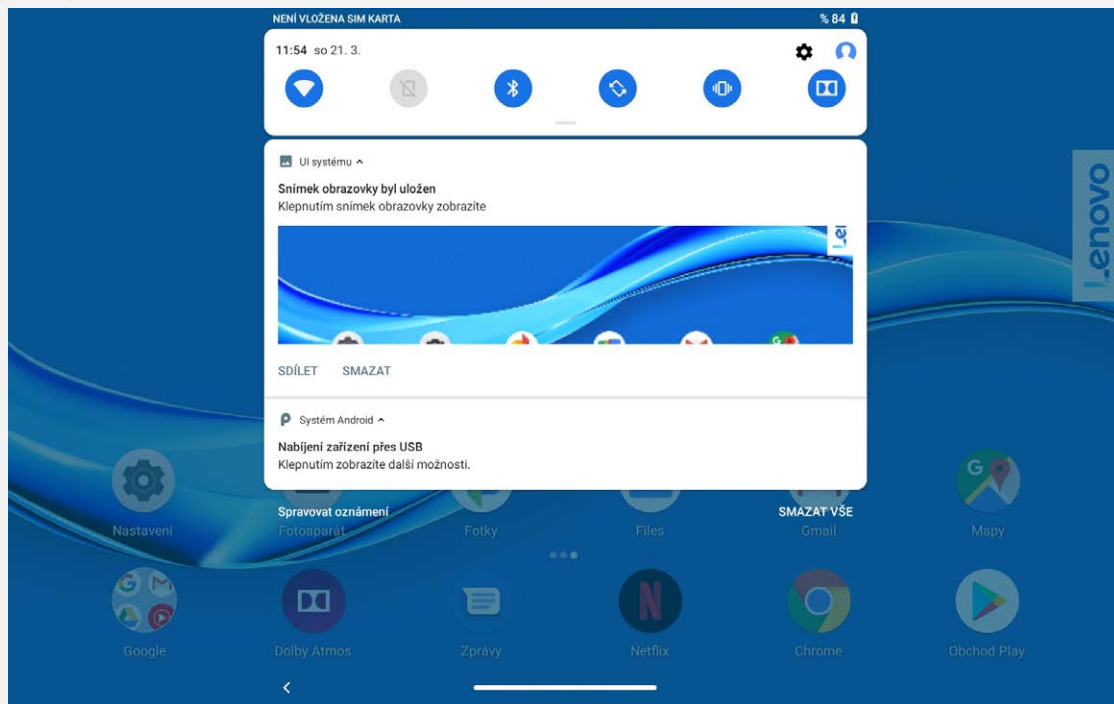 NENÍ VLOŽENA SIM KARTA
% 84
11:54 so 21. 3.
UI systému
Snímek obrazovky byl uložen
Klepnutím snímek obrazovky zobrazíte
SDÍLET SMAZAT
Systém Android
Nabíjení zařízení přes USB
Klepnutím zobrazíte další možnosti.
Spravovat oznámení
SMAZAT VŠE
Nastavení
Fotoaparát
Fotky
Files
Gmail
Mapy
Google
Dolby Atmos
Zprávy
Netflix
Chrome
Obchod Play
Lenovo